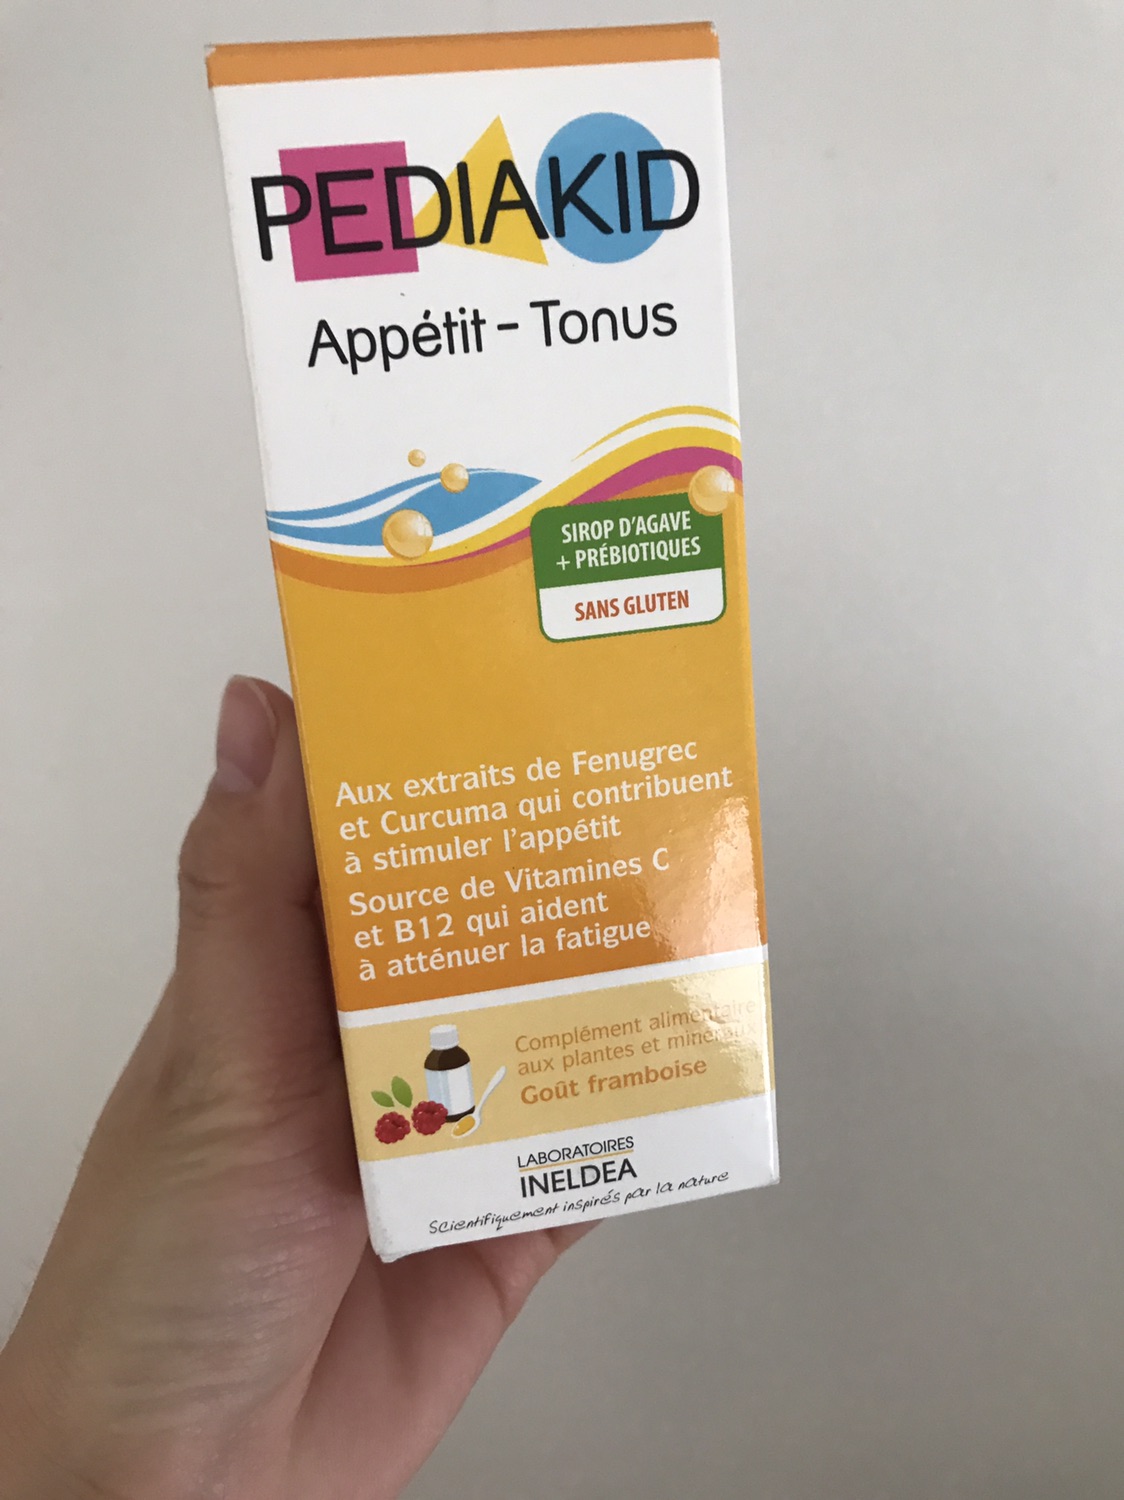 PEDIAKID
Appétit - Tonus
SIROP D'AGAVE
+ PRÉBIOTIQUES
SANS GLUTEN
Aux extraits de Fenugrec
et Curcuma qui contribuent
à stimuler l'appétit
Source de Vitamines C
et B12 qui aident
à atténuer la fatigue
Complément alimentaire
aux plantes et minéraux
Goût framboise
LABORATOIRES
INELDEA
Scientifiquement inspirés par la nature